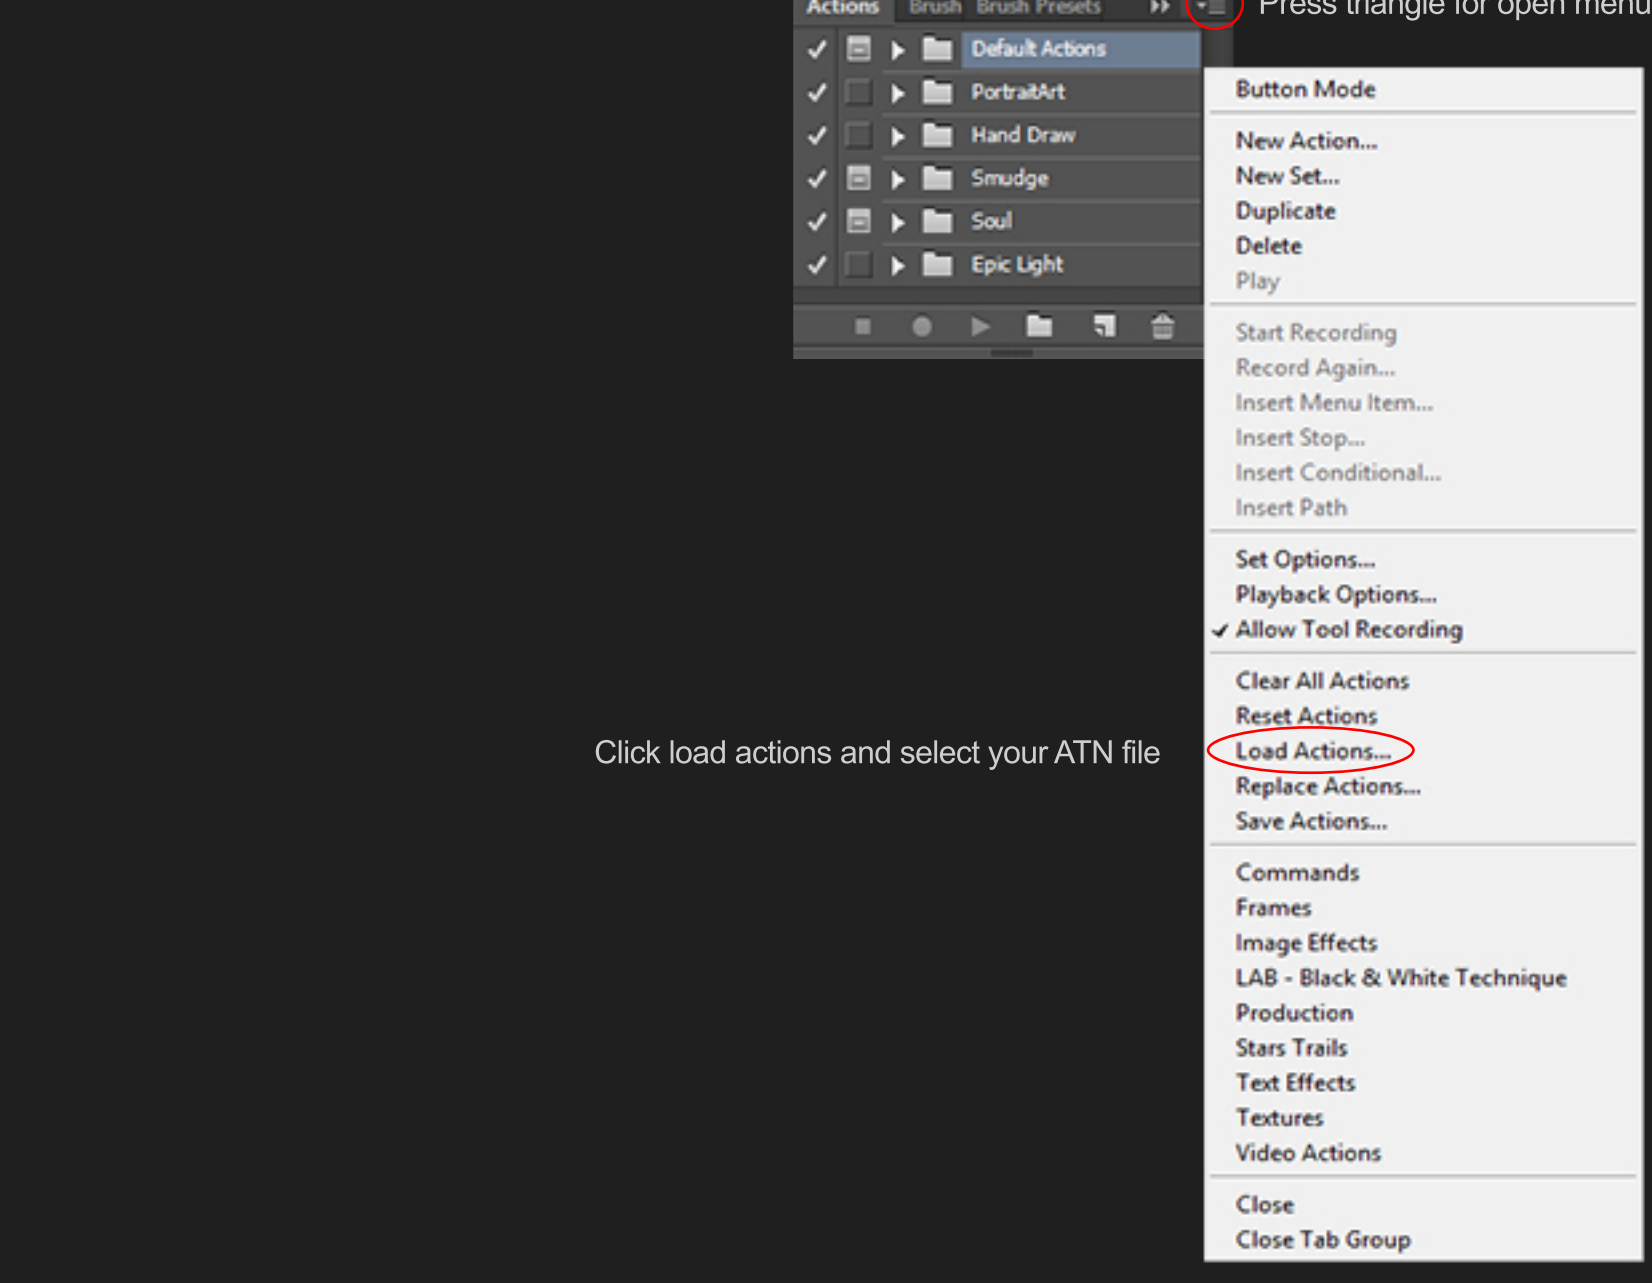 Actions Brush Brush Presets
Press triangle for open menu
Default Actions
PortraitArt
Hand Draw
Smudge
Soul
Epic Light
Button Mode
New Action...
New Set...
Duplicate
Delete
Play
Start Recording
Record Again...
Insert Menu Item...
Insert Stop...
Insert Conditional...
Insert Path
Set Options...
Playback Options...
Allow Tool Recording
Clear All Actions
Reset Actions
Click load actions and select your ATN file
Load Actions...
Replace Actions...
Save Actions...
Commands
Frames
Image Effects
LAB - Black & White Technique
Production
Stars Trails
Text Effects
Textures
Video Actions
Close
Close Tab Group